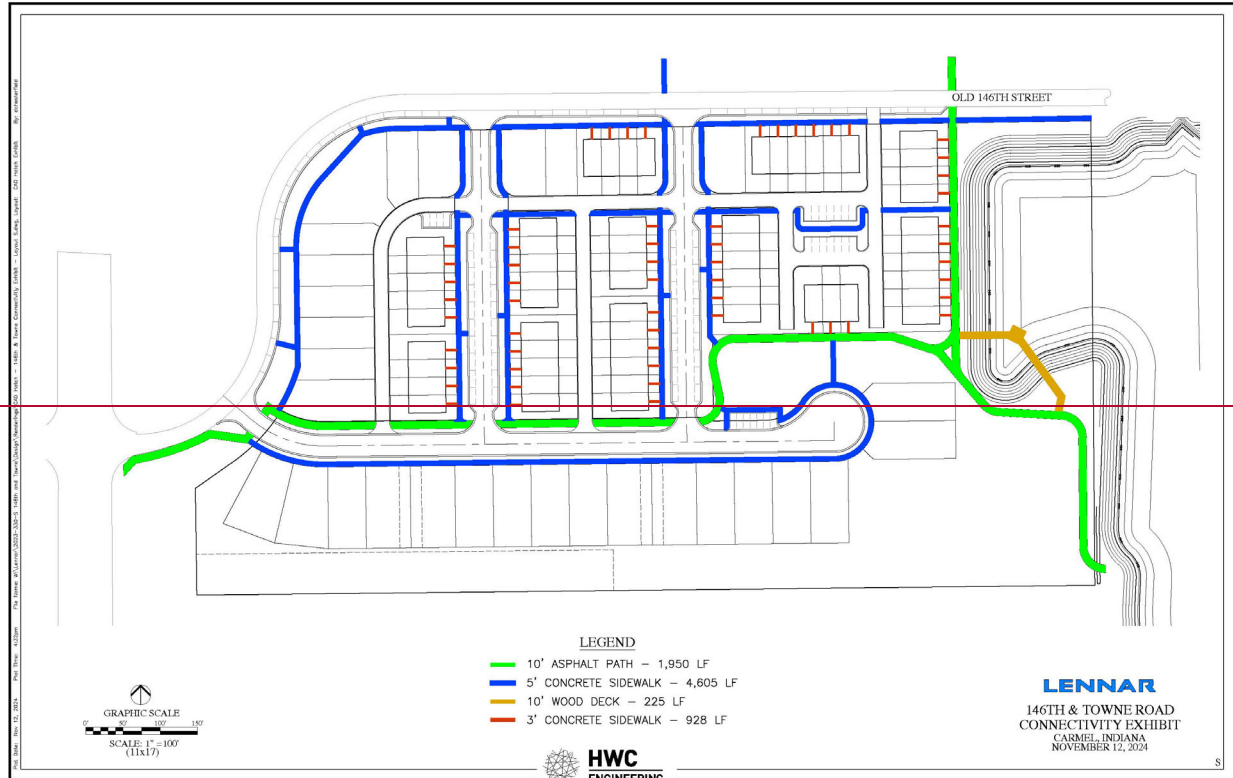 OLD 146TH STREET
LEGEND
10' ASPHALT PATH – 1,950 LF
5' CONCRETE SIDEWALK – 4,605 LF
10' WOOD DECK – 225 LF
3' CONCRETE SIDEWALK – 928 LF
GRAPHIC SCALE
0' 50' 100' 150'
SCALE: 1" =100'
(11x17)
HWC
ENGINEERING
LENNAR
146TH & TOWNE ROAD
CONNECTIVITY EXHIBIT
CARMEL, INDIANA
NOVEMBER 12, 2024
S